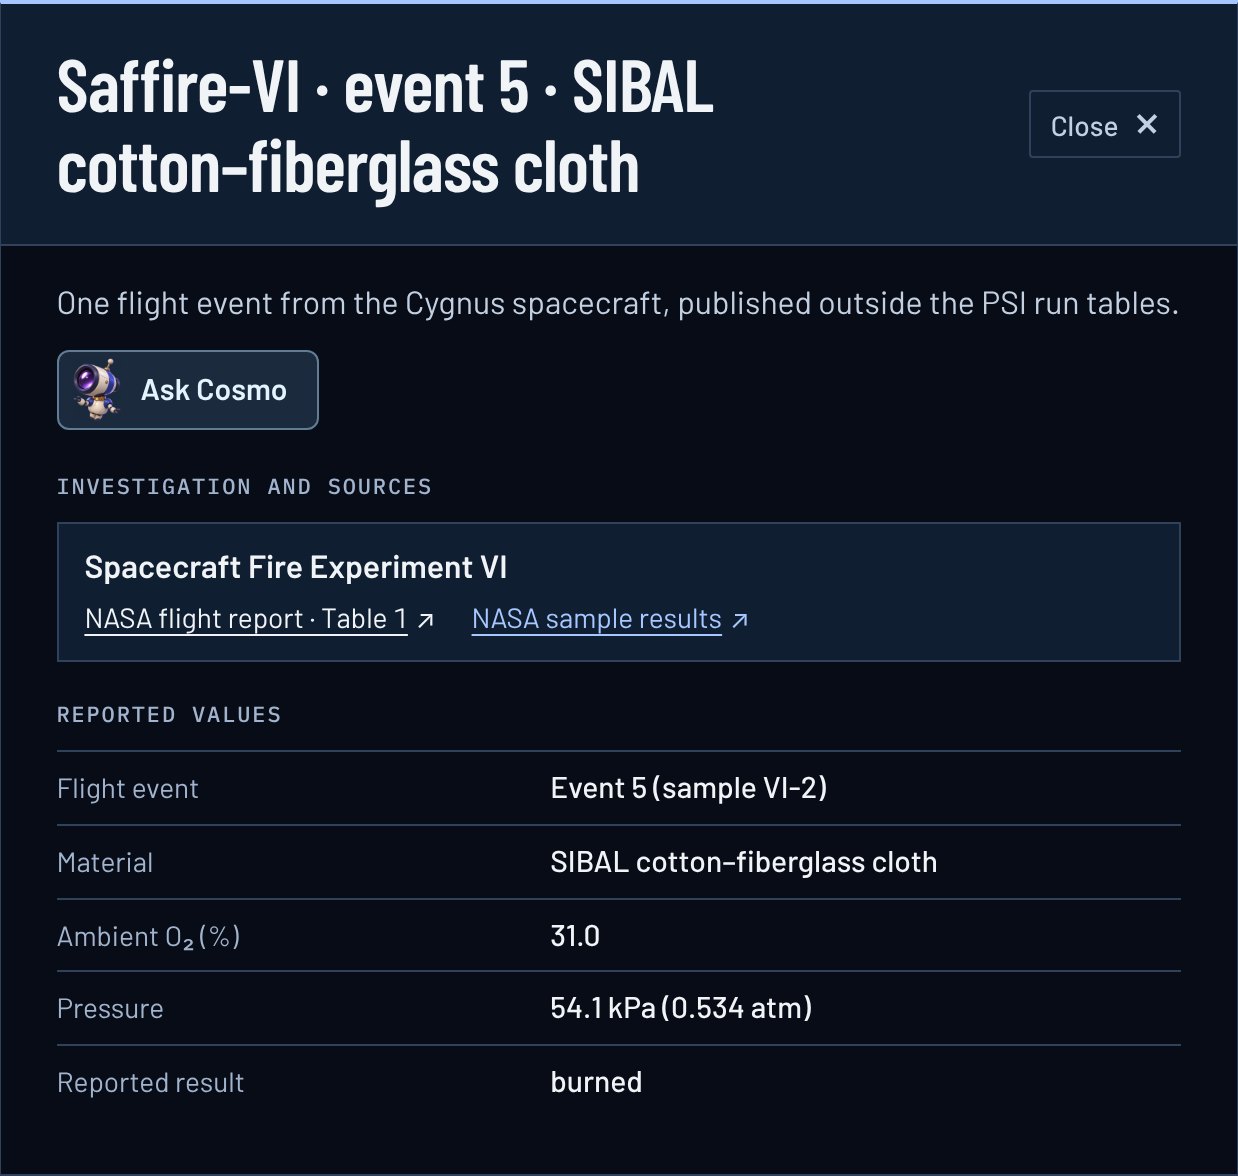 Saffire-VI · event 5 · SIBAL
cotton–fiberglass cloth
Close ✕
One flight event from the Cygnus spacecraft, published outside the PSI run tables.
Ask Cosmo
INVESTIGATION AND SOURCES
Spacecraft Fire Experiment VI
NASA flight report · Table 1 ↗ NASA sample results ↗
REPORTED VALUES
Flight event Event 5 (sample VI-2)
Material SIBAL cotton–fiberglass cloth
Ambient O₂ (%) 31.0
Pressure 54.1 kPa (0.534 atm)
Reported result burned